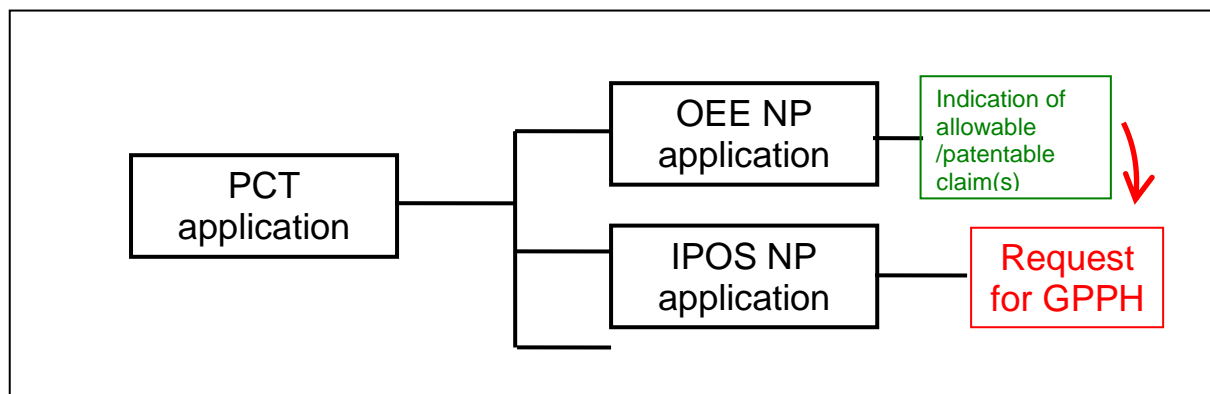 PCT
application
OEE NP
application
Indication of
allowable
/patentable
claim(s)
IPOS NP
application
Request
for GPPH